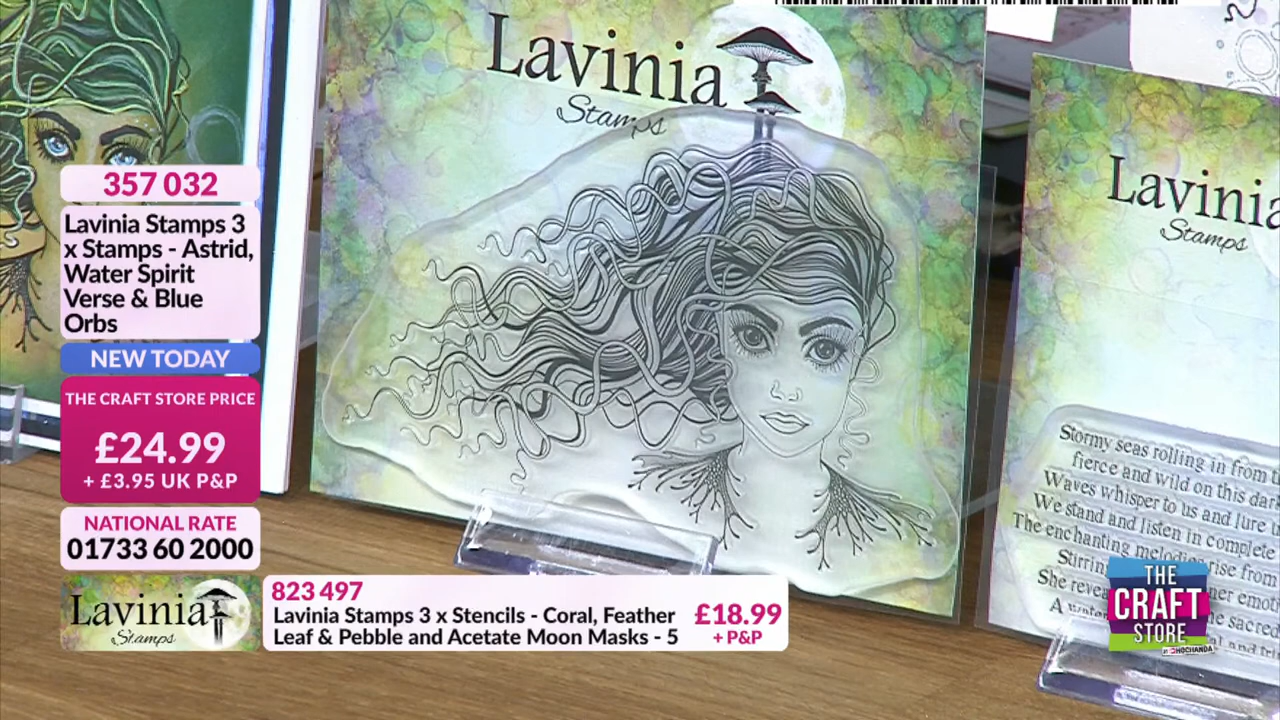 Lavinia
Stamps
Lavinia
Stamps
357 032
Lavinia Stamps 3
x Stamps - Astrid,
Water Spirit
Verse & Blue
Orbs
NEW TODAY
THE CRAFT STORE PRICE
£24.99
+ £3.95 UK P&P
NATIONAL RATE
01733 60 2000
Lavinia
Stamps
823 497
Lavinia Stamps 3 x Stencils - Coral, Feather
Leaf & Pebble and Acetate Moon Masks - 5
£18.99
+ P&P
Stormy seas rolling in from
fierce and wild on this
Waves whisper to us and lure
We stand and listen in complete
The enchanting rise from
She
A
THE
CRAFT
STORE
HOCHANDA